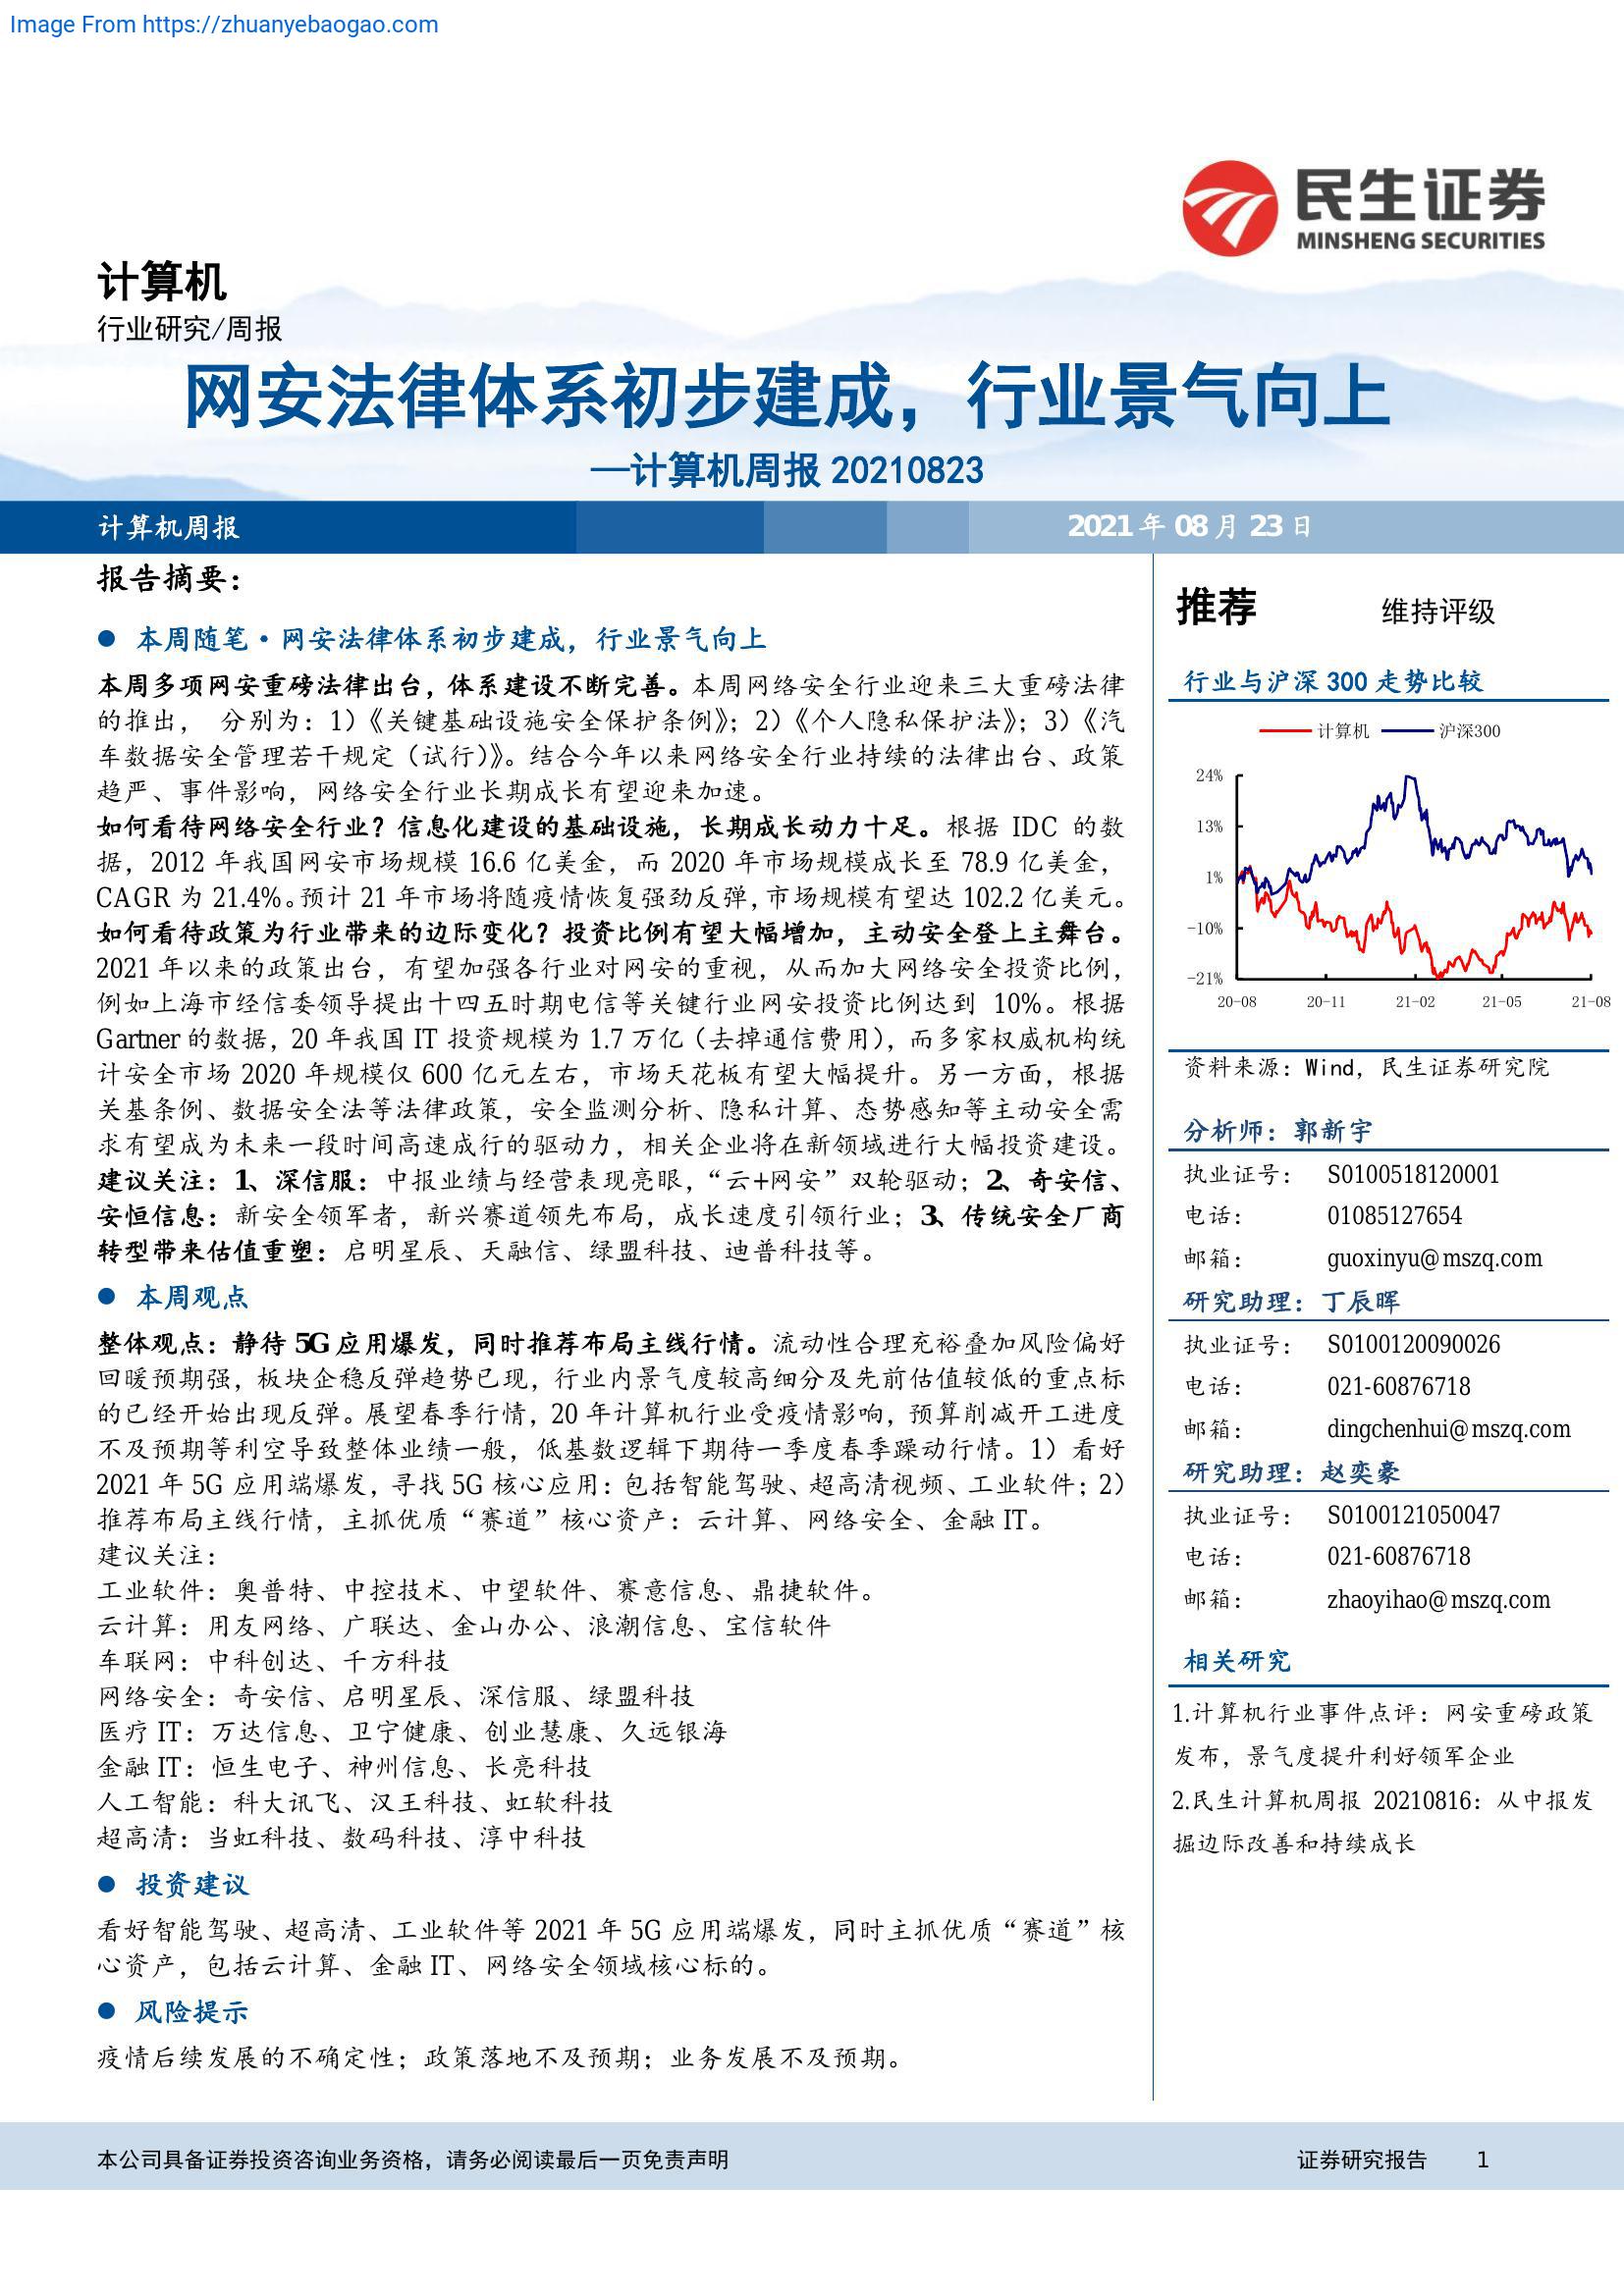 Image From https://zhuanyebaogao.com
民生证券
MINSHENG SECURITIES
计算机
行业研究/周报
网安法律体系初步建成，行业景气向上
—计算机周报 20210823
计算机周报
2021 年 08 月 23 日
报告摘要：
● 本周随笔·网安法律体系初步建成，行业景气向上
本周多项网安重磅法律出台，体系建设不断完善。本周网络安全行业迎来三大重磅法律
的推出， 分别为：1）《关键基础设施安全保护条例》；2）《个人隐私保护法》；3）《汽
车数据安全管理若干规定（试行）》。结合今年以来网络安全行业持续的法律出台、政策
趋严、事件影响，网络安全行业长期成长有望迎来加速。
如何看待网络安全行业？信息化建设的基础设施，长期成长动力十足。根据 IDC 的数
据，2012 年我国网安市场规模 16.6 亿美金，而 2020 年市场规模成长至 78.9 亿美金，
CAGR 为 21.4%。预计 21 年市场将随疫情恢复强劲反弹，市场规模有望达 102.2 亿美元。
如何看待政策为行业带来的边际变化？投资比例有望大幅增加，主动安全登上主舞台。
2021 年以来的政策出台，有望加强各行业对网安的重视，从而加大网络安全投资比例，
例如上海市经信委领导提出十四五时期电信等关键行业网安投资比例达到 10%。根据
Gartner 的数据，20 年我国 IT 投资规模为 1.7 万亿（去掉通信费用），而多家权威机构统
计安全市场 2020 年规模仅 600 亿元左右，市场天花板有望大幅提升。另一方面，根据
关基条例、数据安全法等法律政策，安全监测分析、隐私计算、态势感知等主动安全需
求有望成为未来一段时间高速成行的驱动力，相关企业将在新领域进行大幅投资建设。
建议关注：1、深信服：中报业绩与经营表现亮眼，“云+网安”双轮驱动；2、奇安信、
安恒信息：新安全领军者，新兴赛道领先布局，成长速度引领行业；3、传统安全厂商
转型带来估值重塑：启明星辰、天融信、绿盟科技、迪普科技等。
● 本周观点
整体观点：静待 5G 应用爆发，同时推荐布局主线行情。流动性合理充裕叠加风险偏好
回暖预期强，板块企稳反弹趋势已现，行业内景气度较高细分及先前估值较低的重点标
的已经开始出现反弹。展望春季行情，20 年计算机行业受疫情影响，预算削减开工进度
不及预期等利空导致整体业绩一般，低基数逻辑下期待一季度春季躁动行情。1）看好
2021 年 5G 应用端爆发，寻找 5G 核心应用：包括智能驾驶、超高清视频、工业软件；2）
推荐布局主线行情，主抓优质“赛道”核心资产：云计算、网络安全、金融 IT。
建议关注：
工业软件：奥普特、中控技术、中望软件、赛意信息、鼎捷软件。
云计算：用友网络、广联达、金山办公、浪潮信息、宝信软件
车联网：中科创达、千方科技
网络安全：奇安信、启明星辰、深信服、绿盟科技
医疗 IT：万达信息、卫宁健康、创业慧康、久远银海
金融 IT：恒生电子、神州信息、长亮科技
人工智能：科大讯飞、汉王科技、虹软科技
超高清：当虹科技、数码科技、淳中科技
● 投资建议
看好智能驾驶、超高清、工业软件等 2021 年 5G 应用端爆发，同时主抓优质“赛道”核
心资产，包括云计算、金融 IT、网络安全领域核心标的。
● 风险提示
疫情后续发展的不确定性；政策落地不及预期；业务发展不及预期。
推荐 维持评级
行业与沪深 300 走势比较
计算机 沪深300
24%
13%
1%
-10%
-21%
20-08 20-11 21-02 21-05 21-08
资料来源：Wind，民生证券研究院
分析师：郭新宇
执业证号： S0100518120001
电话： 01085127654
邮箱： guoxinyu@mszq.com
研究助理：丁辰晖
执业证号： S0100120090026
电话： 021-60876718
邮箱： dingchenhui@mszq.com
研究助理：赵奕豪
执业证号： S0100121050047
电话： 021-60876718
邮箱： zhaoyihao@mszq.com
相关研究
1.计算机行业事件点评：网安重磅政策
发布，景气度提升利好领军企业
2.民生计算机周报 20210816：从中报发
掘边际改善和持续成长
本公司具备证券投资咨询业务资格，请务必阅读最后一页免责声明
证券研究报告 1